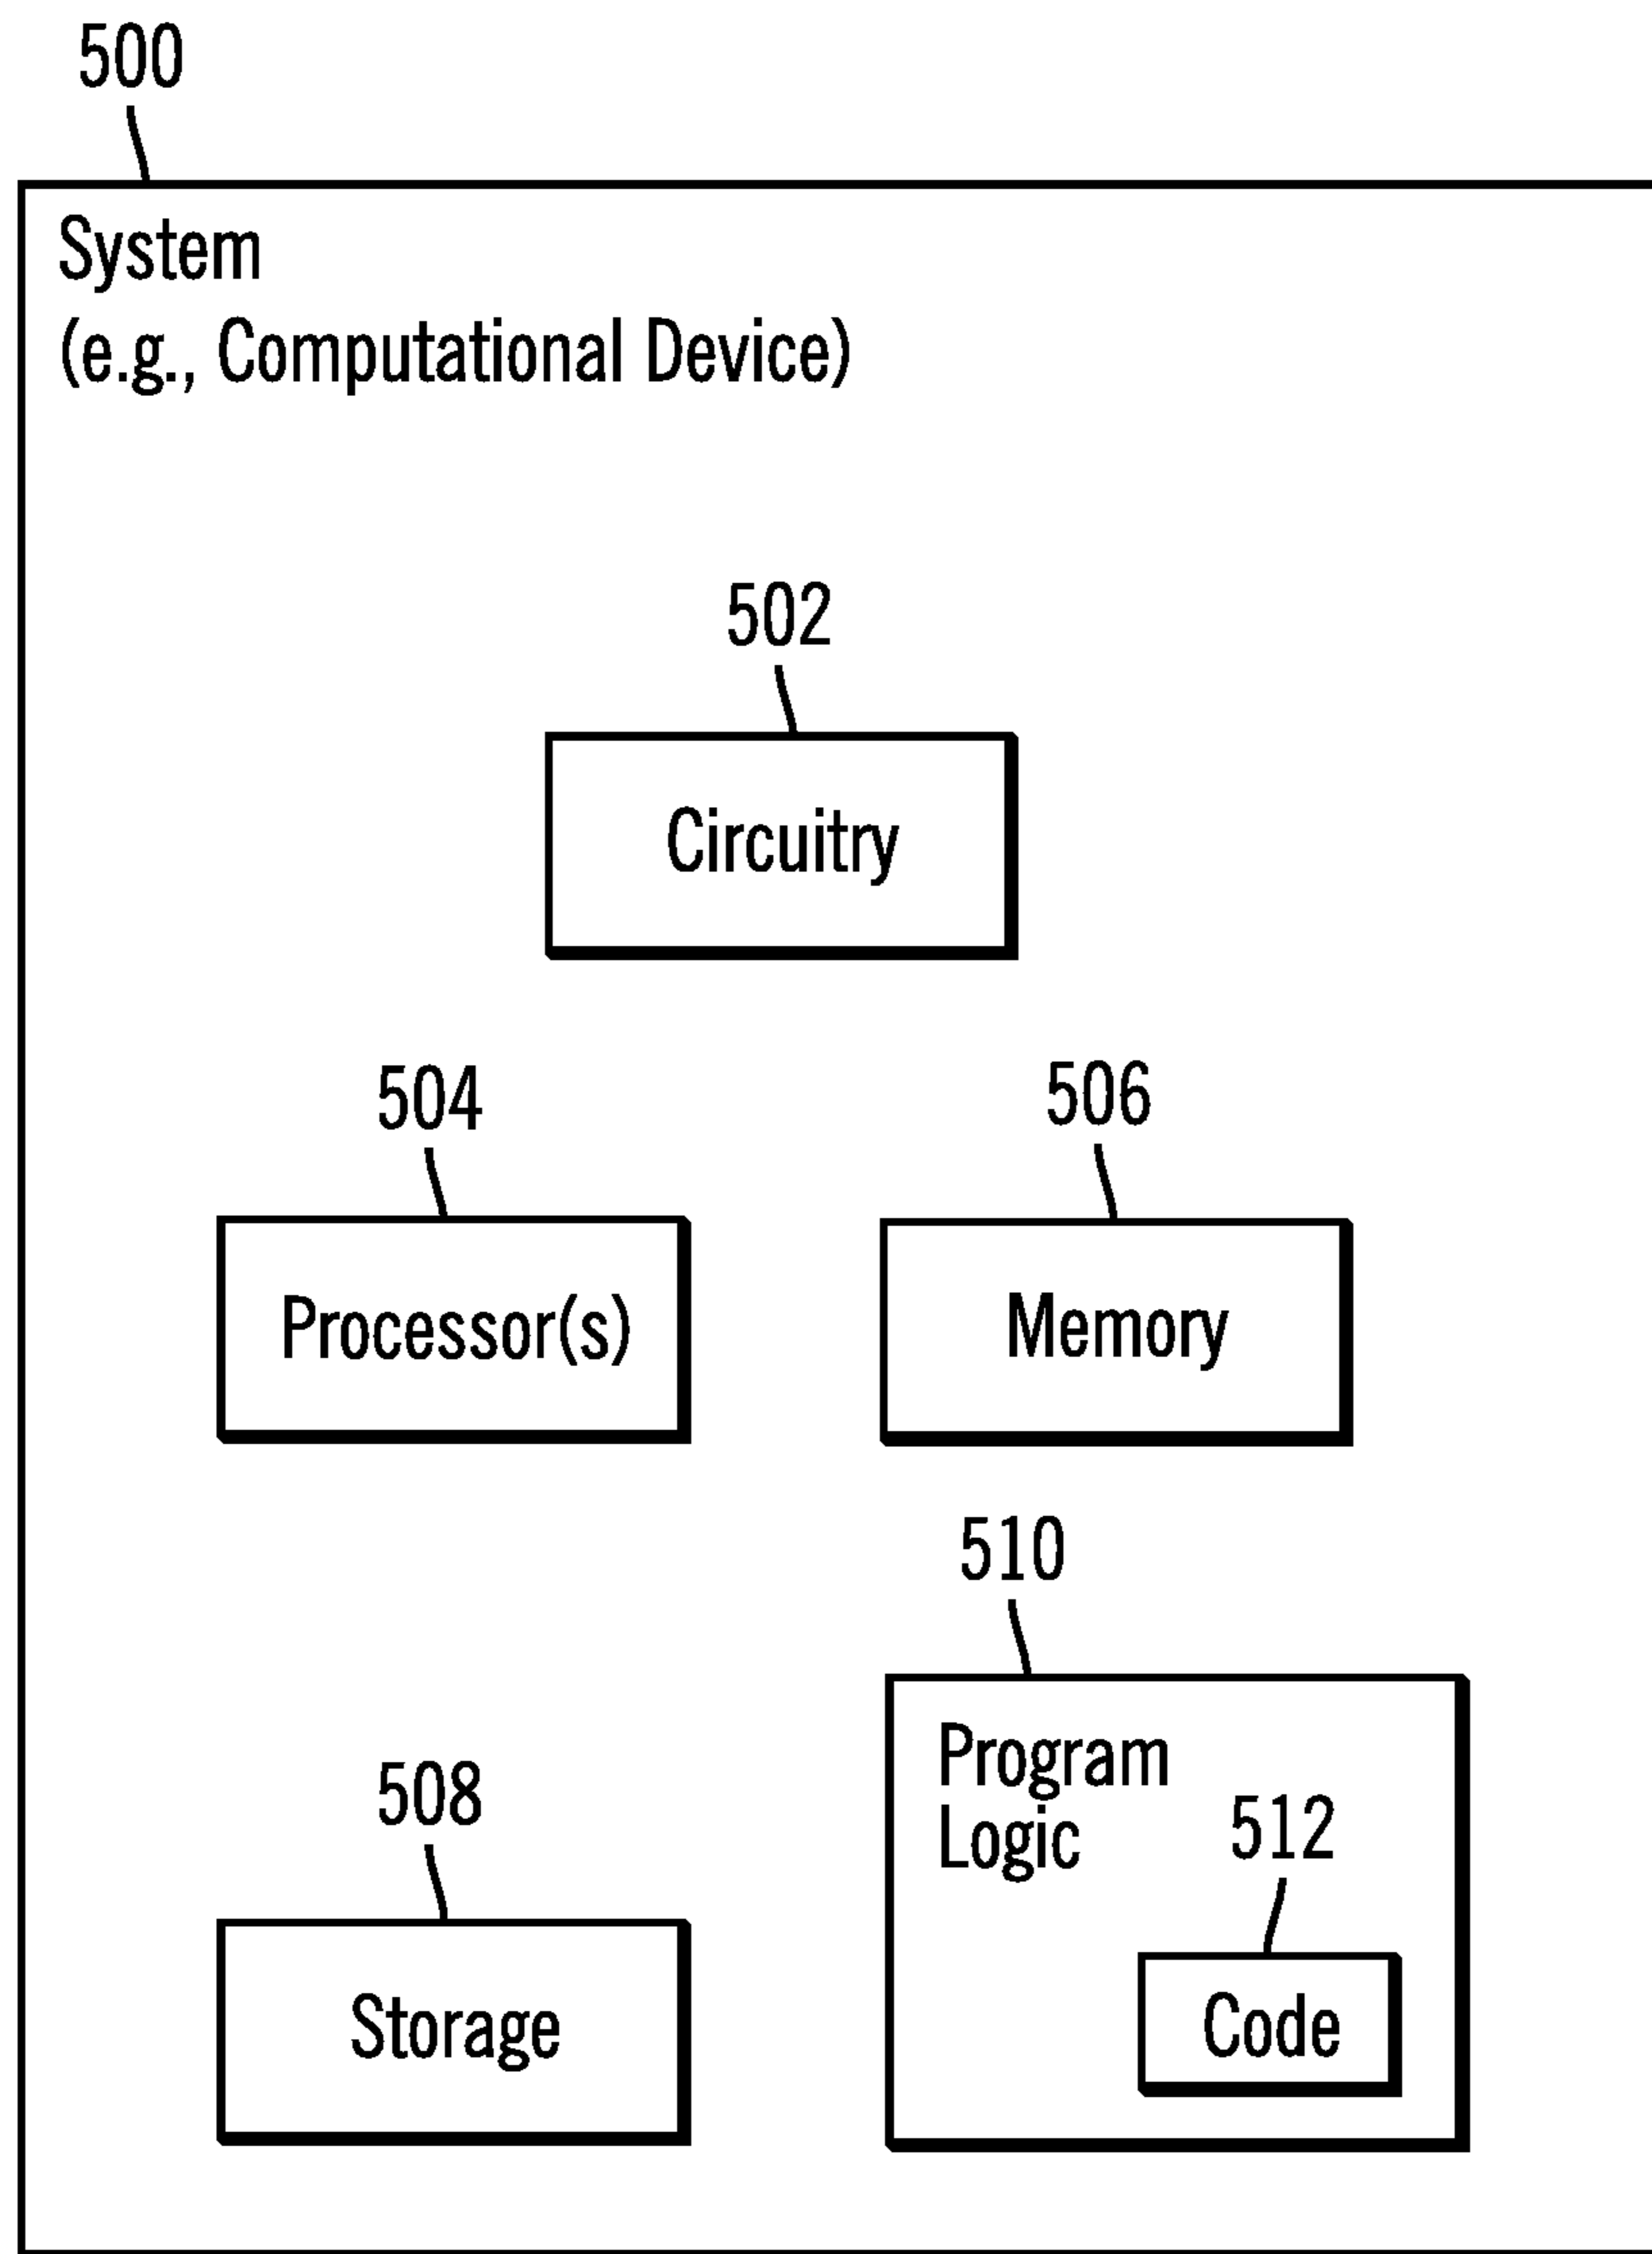 500
System
(e.g., Computational Device)
502
Circuitry
504
506
Processor(s)
Memory
510
Program
Logic
508
512
Storage
Code